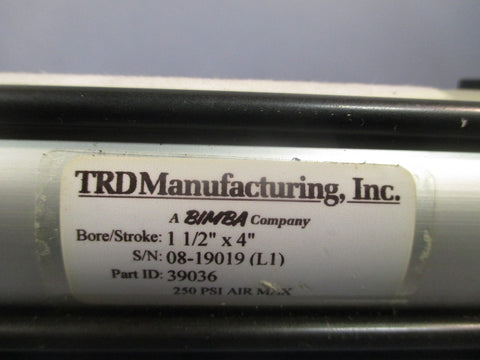 TRD Manufacturing, Inc.
A BIMBA Company
Bore/Stroke: 1 1/2" x 4"
S/N: 08-19019 (L1)
Part ID: 39036
250 PSI AIR MAX